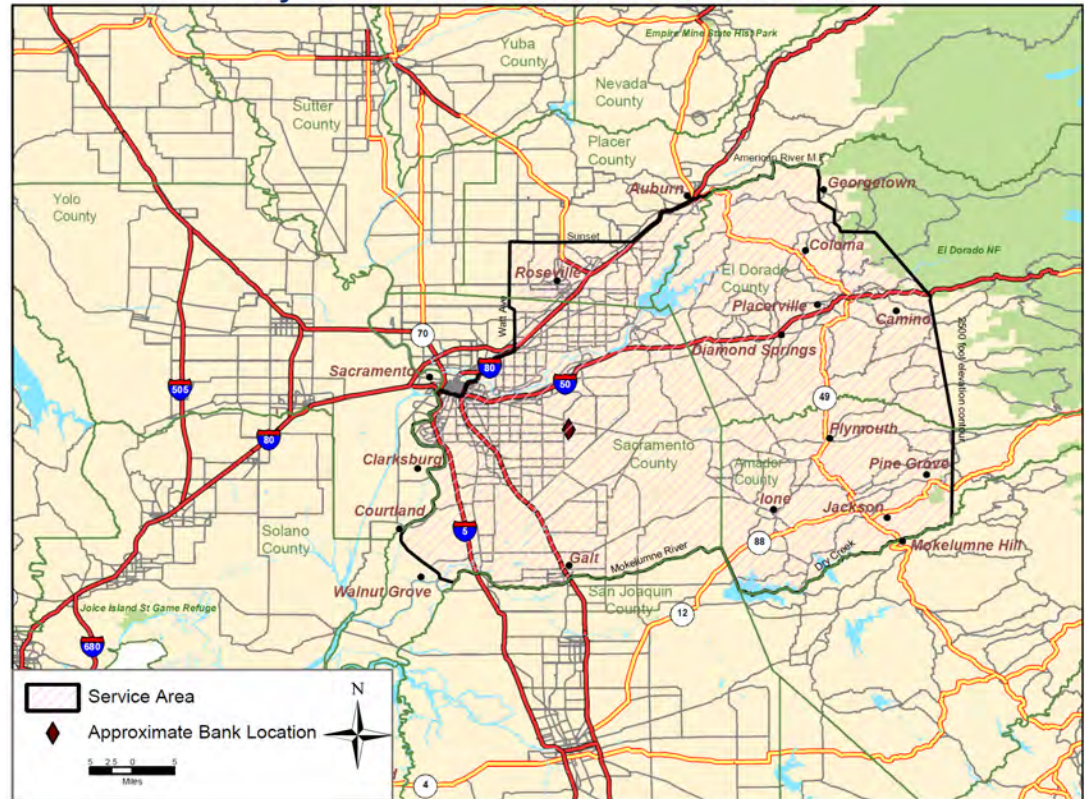 Empire Mine State Hist Park
Yuba
County
Nevada
County
Sutter
County
Placer
County
American River M.F.
Auburn
Georgetown
Yolo
County
Sunset
Coloma
El Dorado NF
Roseville
El Dorado
County
Watt Ave
Placerville
Camino
70
Diamond Springs
80
Sacramento
50
2500 foot elevation contour
505
49
80
Plymouth
Sacramento
County
Clarksburg
Amador
County
Pine Grove
Ione
Jackson
Courtland
5
Solano
County
88
Mokelumne Hill
Galt
Mokelumne River
Dry Creek
Walnut Grove
San Joaquin
County
Joice Island St Game Refuge
12
680
Service Area
N
Approximate Bank Location
5 2.5 0 5
Miles
4